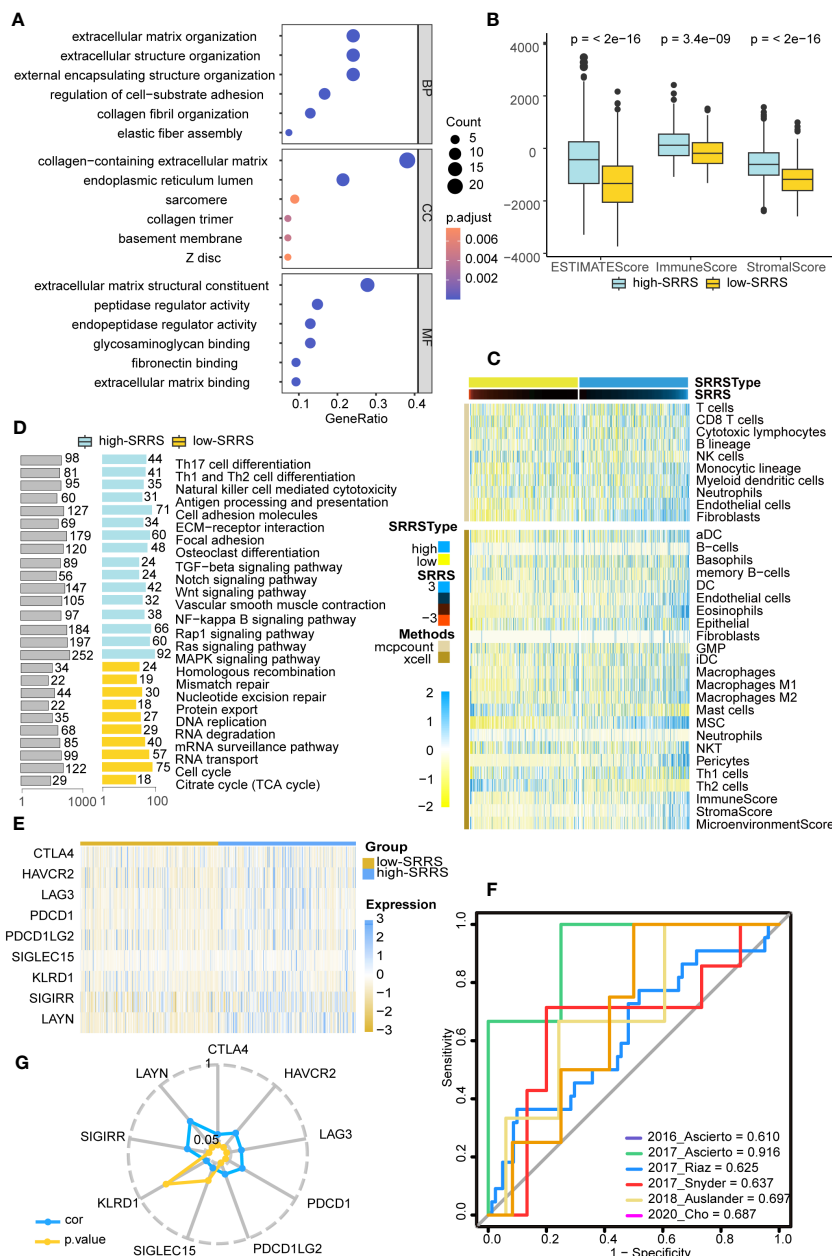 A
extracellular matrix organization
extracellular structure organization
external encapsulating structure organization
regulation of cell−substrate adhesion
collagen fibril organization
elastic fiber assembly
BP
collagen−containing extracellular matrix
endoplasmic reticulum lumen
sarcomere
collagen trimer
basement membrane
Z disc
CC
extracellular matrix structural constituent
peptidase regulator activity
endopeptidase regulator activity
glycosaminoglycan binding
fibronectin binding
extracellular matrix binding
MF
0.1 0.2 0.3 0.4
GeneRatio
Count
5
10
15
20
p.adjust
0.006
0.004
0.002
B
p = < 2e−16 p = 3.4e−09 p = < 2e−16
4000
2000
0
−2000
−4000
ESTIMATEScore ImmuneScore StromalScore
high−SRRS low−SRRS
C
SRRSType
SRRS
T cells
CD8 T cells
Cytotoxic lymphocytes
B lineage
NK cells
Monocytic lineage
Myeloid dendritic cells
Neutrophils
Endothelial cells
Fibroblasts
aDC
B−cells
Basophils
memory B−cells
DC
Endothelial cells
Eosinophils
Epithelial
Fibroblasts
GMP
iDC
Macrophages
Macrophages M1
Macrophages M2
Mast cells
MSC
Neutrophils
NKT
Pericytes
Th1 cells
Th2 cells
ImmuneScore
StromaScore
MicroenvironmentScore
SRRSType
high
low
SRRS
3
−3
Methods
mcpcount
xcell
2
1
0
−1
−2
D
high−SRRS low−SRRS
98 44 Th17 cell differentiation
81 41 Th1 and Th2 cell differentiation
95 35 Natural killer cell mediated cytotoxicity
60 31 Antigen processing and presentation
127 71 Cell adhesion molecules
69 34 ECM−receptor interaction
179 60 Focal adhesion
120 48 Osteoclast differentiation
89 24 TGF−beta signaling pathway
56 24 Notch signaling pathway
147 42 Wnt signaling pathway
105 32 Vascular smooth muscle contraction
97 38 NF−kappa B signaling pathway
184 66 Rap1 signaling pathway
197 60 Ras signaling pathway
252 92 MAPK signaling pathway
34 24 Homologous recombination
22 19 Mismatch repair
44 30 Nucleotide excision repair
22 18 Protein export
35 27 DNA replication
68 29 RNA degradation
85 40 mRNA surveillance pathway
99 57 RNA transport
122 75 Cell cycle
29 18 Citrate cycle (TCA cycle)
1 1000 1 100
E
CTLA4
HAVCR2
LAG3
PDCD1
PDCD1LG2
SIGLEC15
KLRD1
SIGIRR
LAYN
Group
low−SRRS
high−SRRS
Expression
3
2
1
0
−1
−2
−3
F
1.0
0.8
0.6
0.4
0.2
0.0
Sensitivity
2016_Ascierto = 0.610
2017_Ascierto = 0.916
2017_Riaz = 0.625
2017_Snyder = 0.637
2018_Auslander = 0.697
2020_Cho = 0.687
0.0 0.2 0.4 0.6 0.8 1.0
1 − Specificity
G
1
0.05
CTLA4
HAVCR2
LAG3
PDCD1
PDCD1LG2
SIGLEC15
KLRD1
SIGIRR
LAYN
cor
p.value